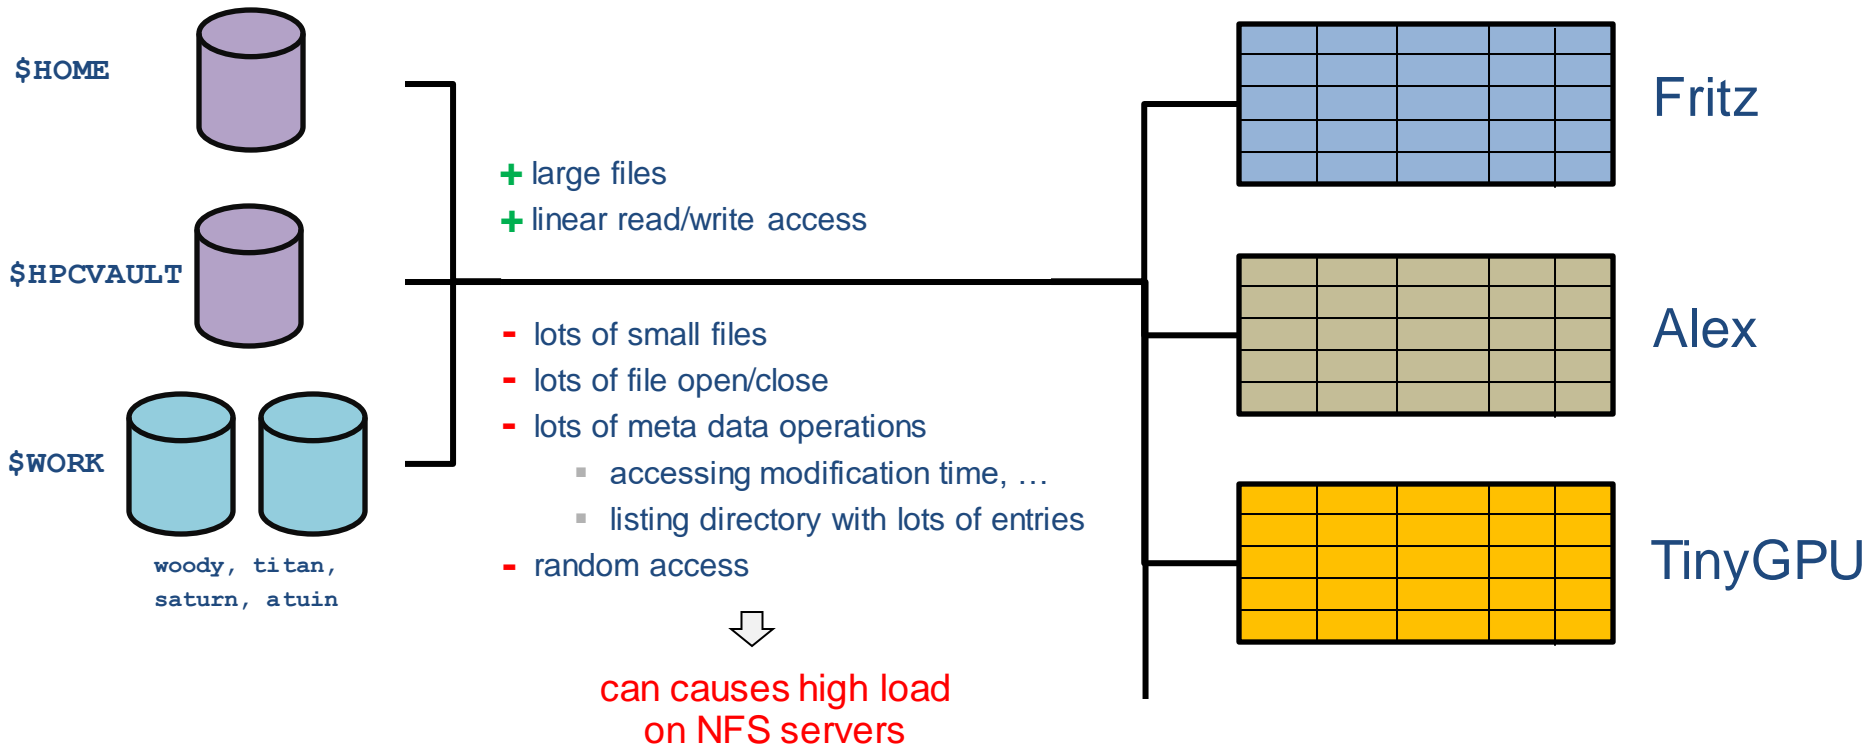 $HOME
$HPCVAULT
$WORK
woody, titan,
saturn, atuin
+ large files
+ linear read/write access
- lots of small files
- lots of file open/close
- lots of meta data operations
▪ accessing modification time, …
▪ listing directory with lots of entries
- random access
can causes high load
on NFS servers
Fritz
Alex
TinyGPU